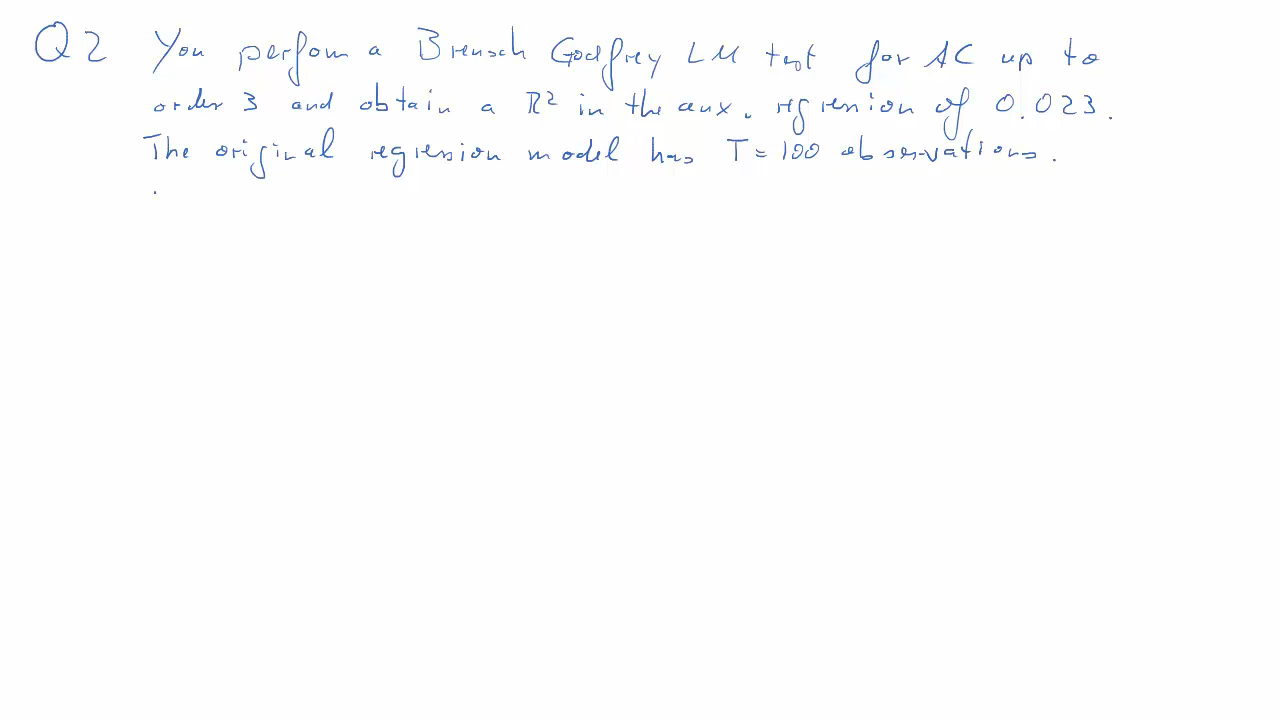 Q2 You perfom a Breusch Godfrey LM test for AC up to
order 3 and obtain a R² in the aux. regression of 0.023.
The original regression model has T = 100 observations.